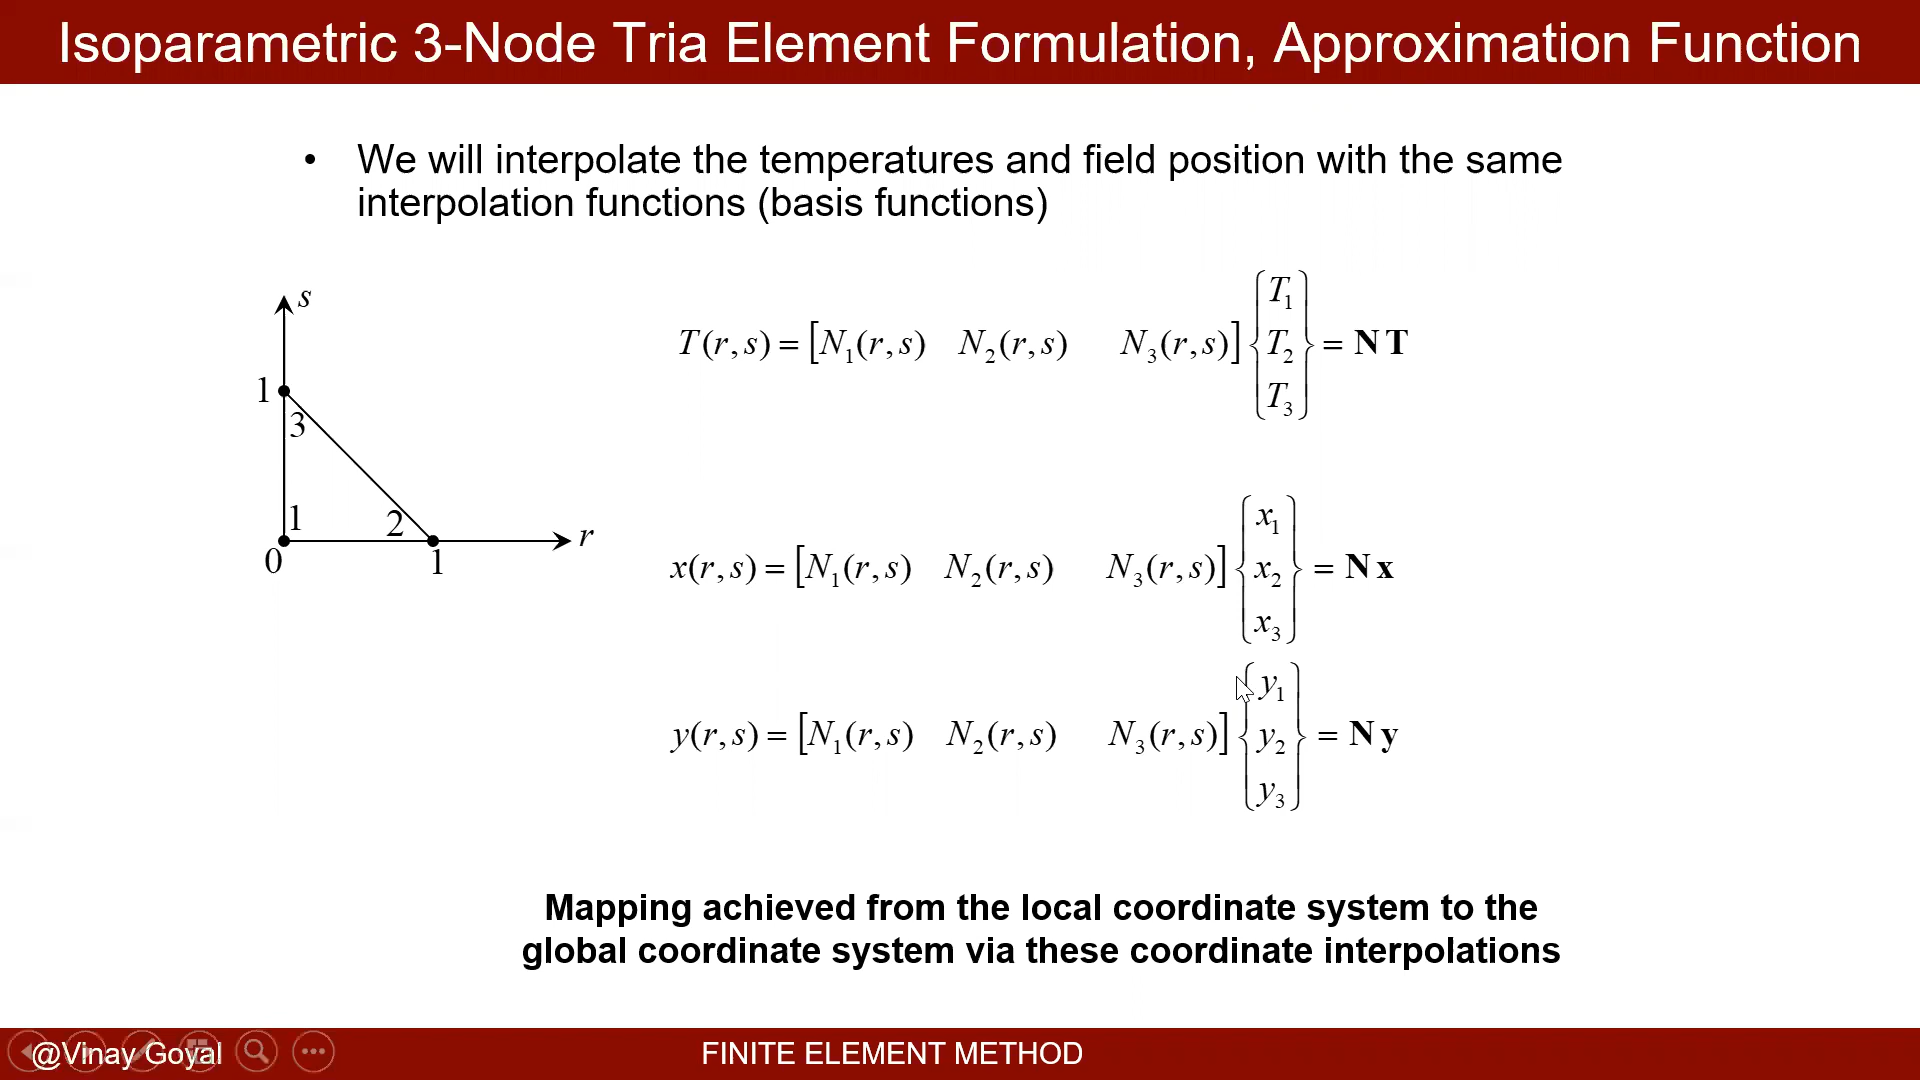 Isoparametric 3-Node Tria Element Formulation, Approximation Function
• We will interpolate the temperatures and field position with the same
interpolation functions (basis functions)
s
1
3
1
2
0
1
r
T(r,s) = [N₁(r,s) N₂(r,s) N₃(r,s)] {T₁ T₂ T₃} = N T
x(r,s) = [N₁(r,s) N₂(r,s) N₃(r,s)] {x₁ x₂ x₃} = N x
y(r,s) = [N₁(r,s) N₂(r,s) N₃(r,s)] {y₁ y₂ y₃} = N y
Mapping achieved from the local coordinate system to the
global coordinate system via these coordinate interpolations
@Vinay Goyal
FINITE ELEMENT METHOD